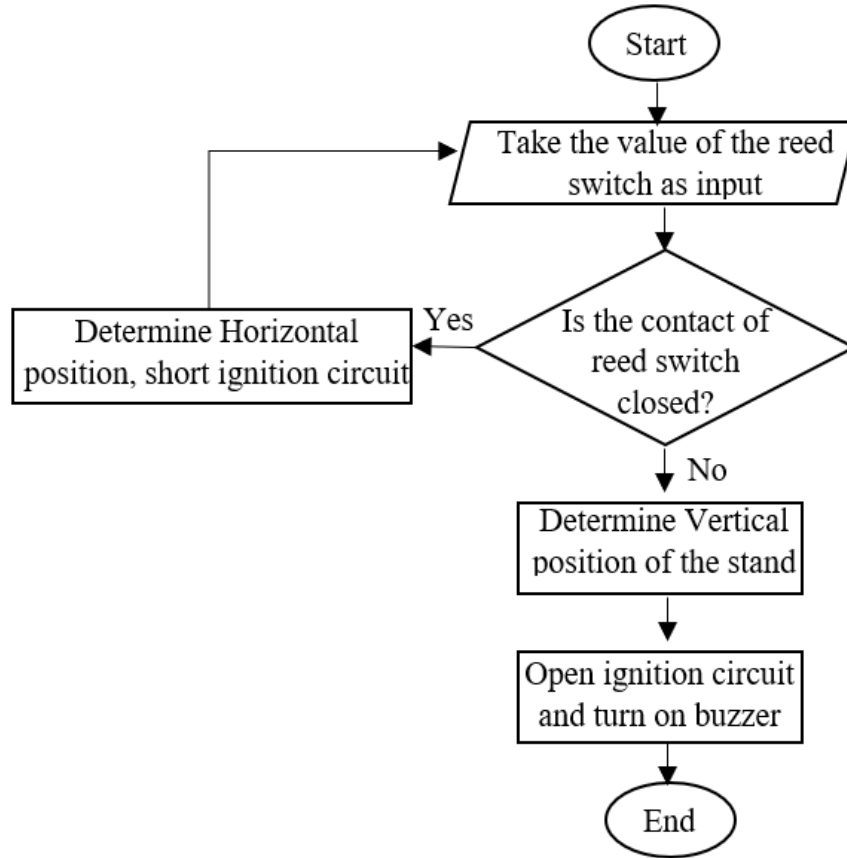 Start
Take the value of the reed
switch as input
Is the contact of
reed switch
closed?
Yes
Determine Horizontal
position, short ignition circuit
No
Determine Vertical
position of the stand
Open ignition circuit
and turn on buzzer
End